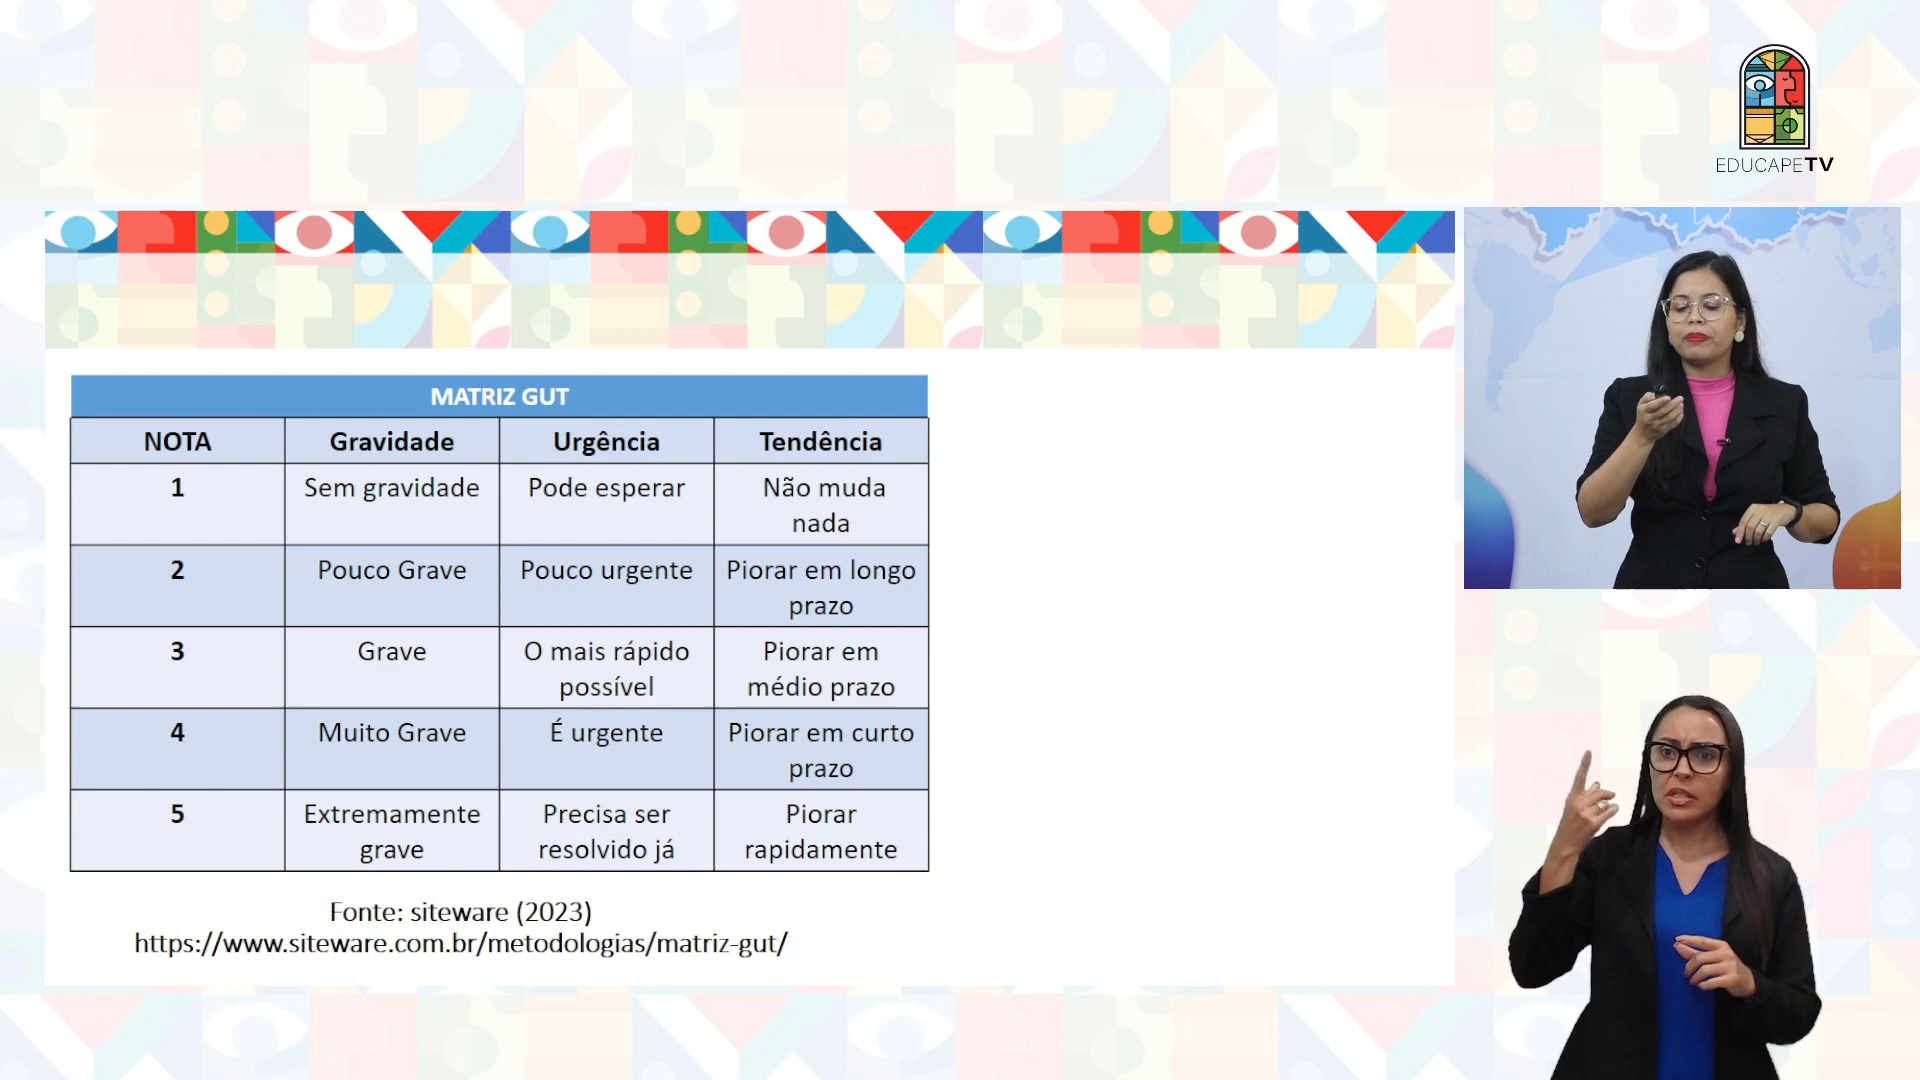 EDUCAPETV
MATRIZ GUT
NOTA Gravidade Urgência Tendência
1 Sem gravidade Pode esperar Não muda
nada
2 Pouco Grave Pouco urgente Piorar em longo
prazo
3 Grave O mais rápido Piorar em
possível médio prazo
4 Muito Grave É urgente Piorar em curto
prazo
5 Extremamente Precisa ser Piorar
grave resolvido já rapidamente
Fonte: siteware (2023)
https://www.siteware.com.br/metodologias/matriz-gut/